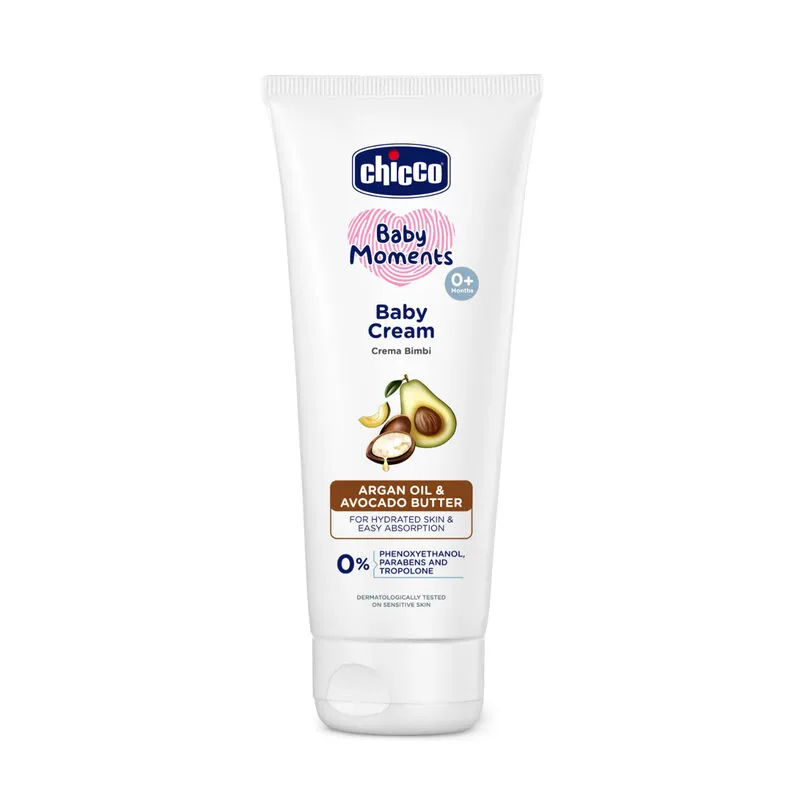 chicco
Baby
Moments
0+
Months
Baby
Cream
Crema Bimbi
ARGAN OIL &
AVOCADO BUTTER
FOR HYDRATED SKIN &
EASY ABSORPTION
0%
PHENOXYETHANOL,
PARABENS AND
TROPOLONE
DERMATOLOGICALLY TESTED
ON SENSITIVE SKIN